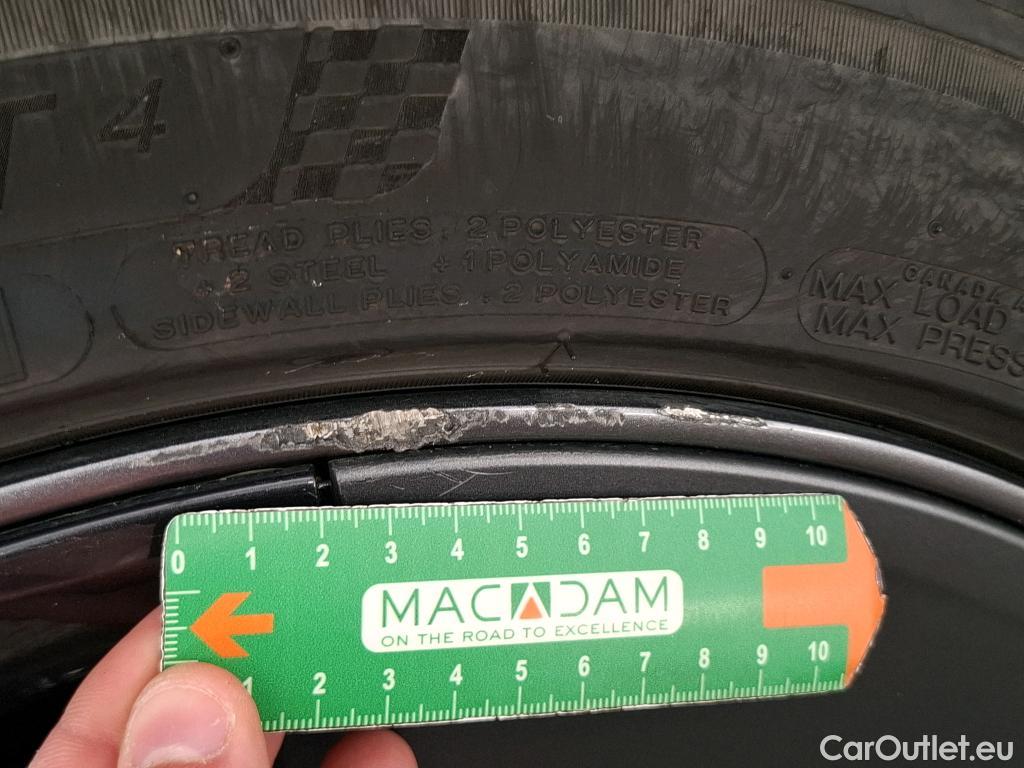 T 4
TREAD PLIES : 2 POLYESTER
+ 2 STEEL + 1 POLYAMIDE
SIDEWALL PLIES : 2 POLYESTER
CANADA
MAX LOAD
MAX PRESS
0 1 2 3 4 5 6 7 8 9 10
MACADAM
ON THE ROAD TO EXCELLENCE
1 2 3 4 5 6 7 8 9 10
CarOutlet.eu